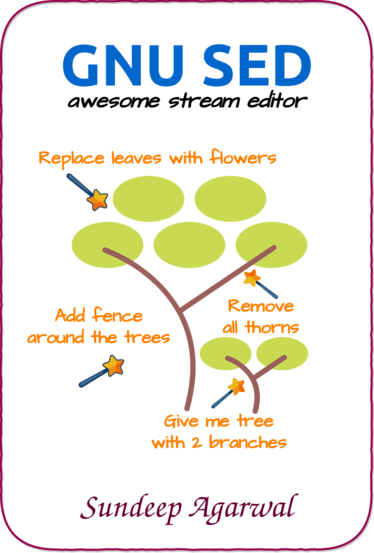 GNU SED
awesome stream editor
Replace leaves with flowers
Remove
all thorns
Add fence
around the trees
Give me tree
with 2 branches
Sundeep Agarwal